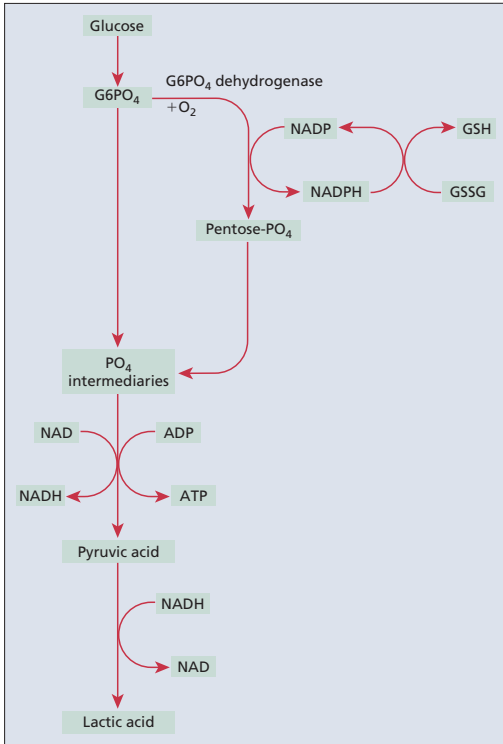 Glucose
G6PO₄ dehydrogenase
G6PO₄
+O₂
NADP
GSH
NADPH
GSSG
Pentose-PO₄
PO₄
intermediaries
NAD
ADP
NADH
ATP
Pyruvic acid
NADH
NAD
Lactic acid